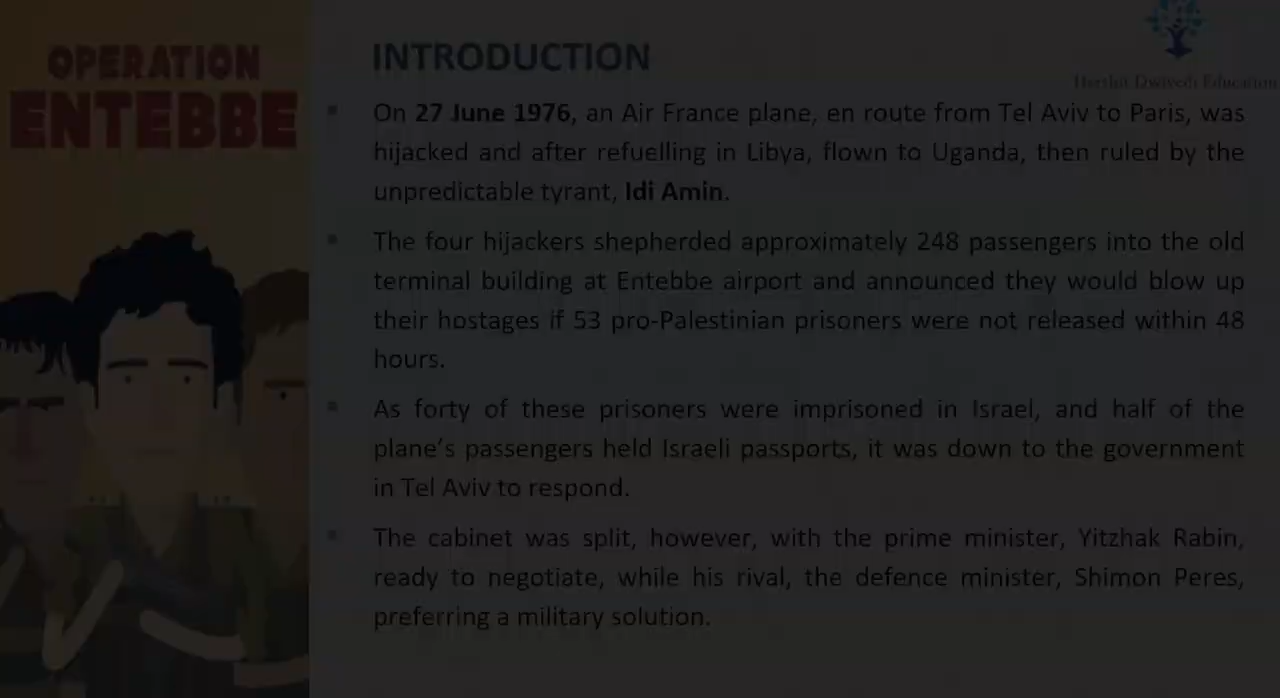 OPERATION
ENTEBBE
INTRODUCTION
Harshit Dwivedi Education
▪ On 27 June 1976, an Air France plane, en route from Tel Aviv to Paris, was
hijacked and after refuelling in Libya, flown to Uganda, then ruled by the
unpredictable tyrant, Idi Amin.
▪ The four hijackers shepherded approximately 248 passengers into the old
terminal building at Entebbe airport and announced they would blow up
their hostages if 53 pro-Palestinian prisoners were not released within 48
hours.
▪ As forty of these prisoners were imprisoned in Israel, and half of the
plane's passengers held Israeli passports, it was down to the government
in Tel Aviv to respond.
▪ The cabinet was split, however, with the prime minister, Yitzhak Rabin,
ready to negotiate, while his rival, the defence minister, Shimon Peres,
preferring a military solution.